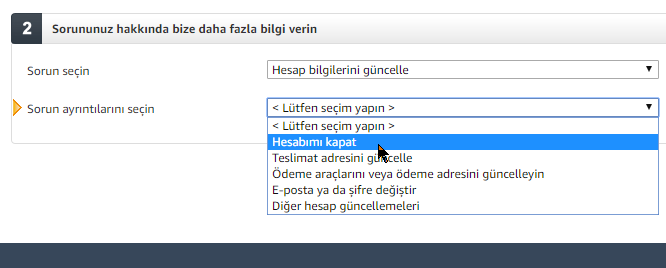 2 Sorununuz hakkında bize daha fazla bilgi verin
Sorun seçin Hesap bilgilerini güncelle
Sorun ayrıntılarını seçin < Lütfen seçim yapın >
< Lütfen seçim yapın >
Hesabımı kapat
Teslimat adresini güncelle
Ödeme araçlarını veya ödeme adresini güncelleyin
E-posta ya da şifre değiştir
Diğer hesap güncellemeleri